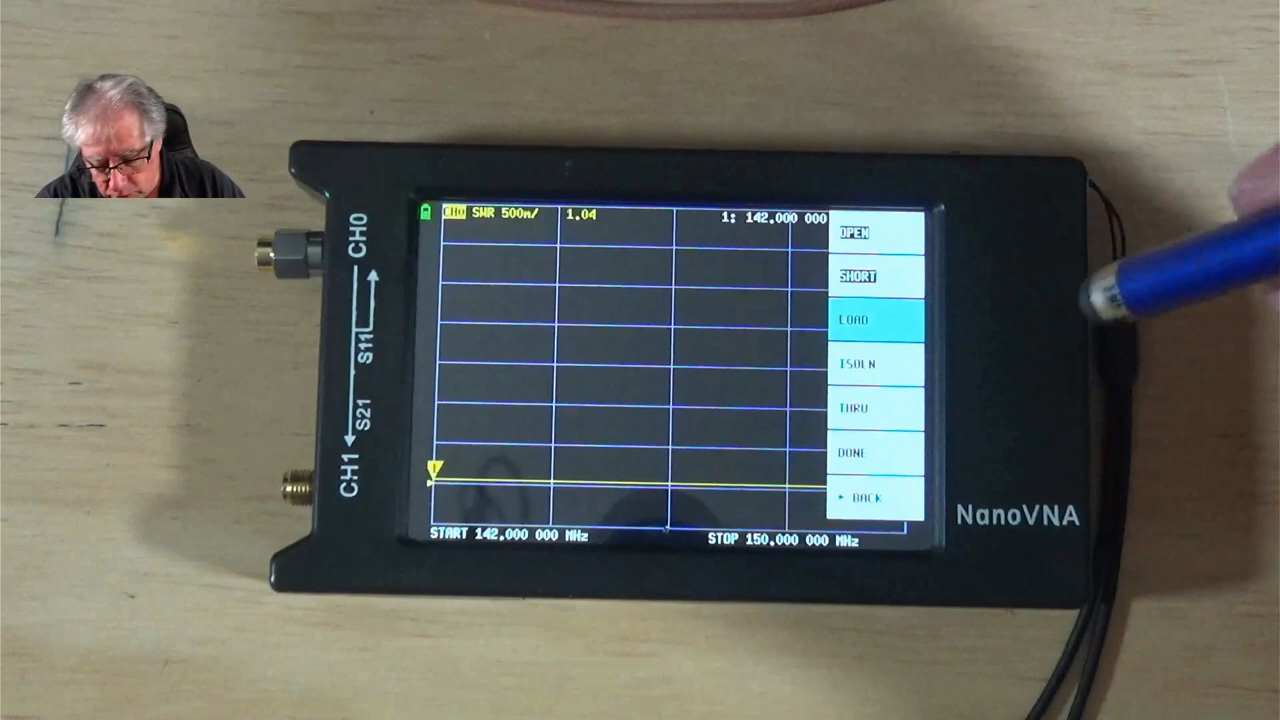 CH0 SWR 500m/ 1.04 1: 142.000 000
OPEN
SHORT
LOAD
ISOLN
THRU
DONE
← BACK
START 142.000 000 MHz STOP 150.000 000 MHz
CH0
S11
S21
CH1
NanoVNA
1